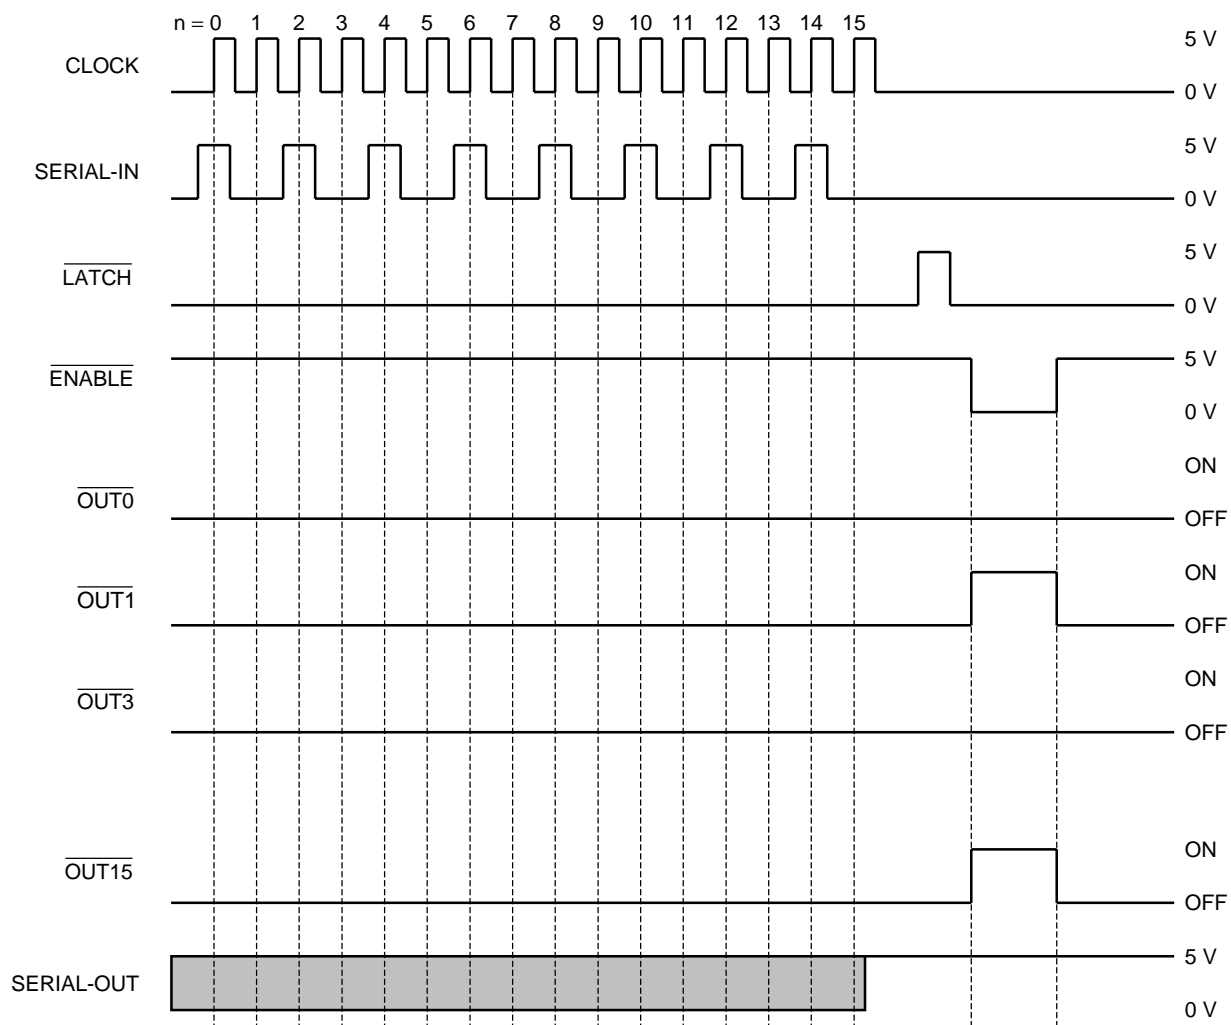 n = 0 1 2 3 4 5 6 7 8 9 10 11 12 13 14 15
CLOCK
5 V
0 V
SERIAL-IN
5 V
0 V
LATCH
5 V
0 V
ENABLE
5 V
0 V
OUT0
ON
OFF
OUT1
ON
OFF
OUT3
ON
OFF
OUT15
ON
OFF
SERIAL-OUT
5 V
0 V